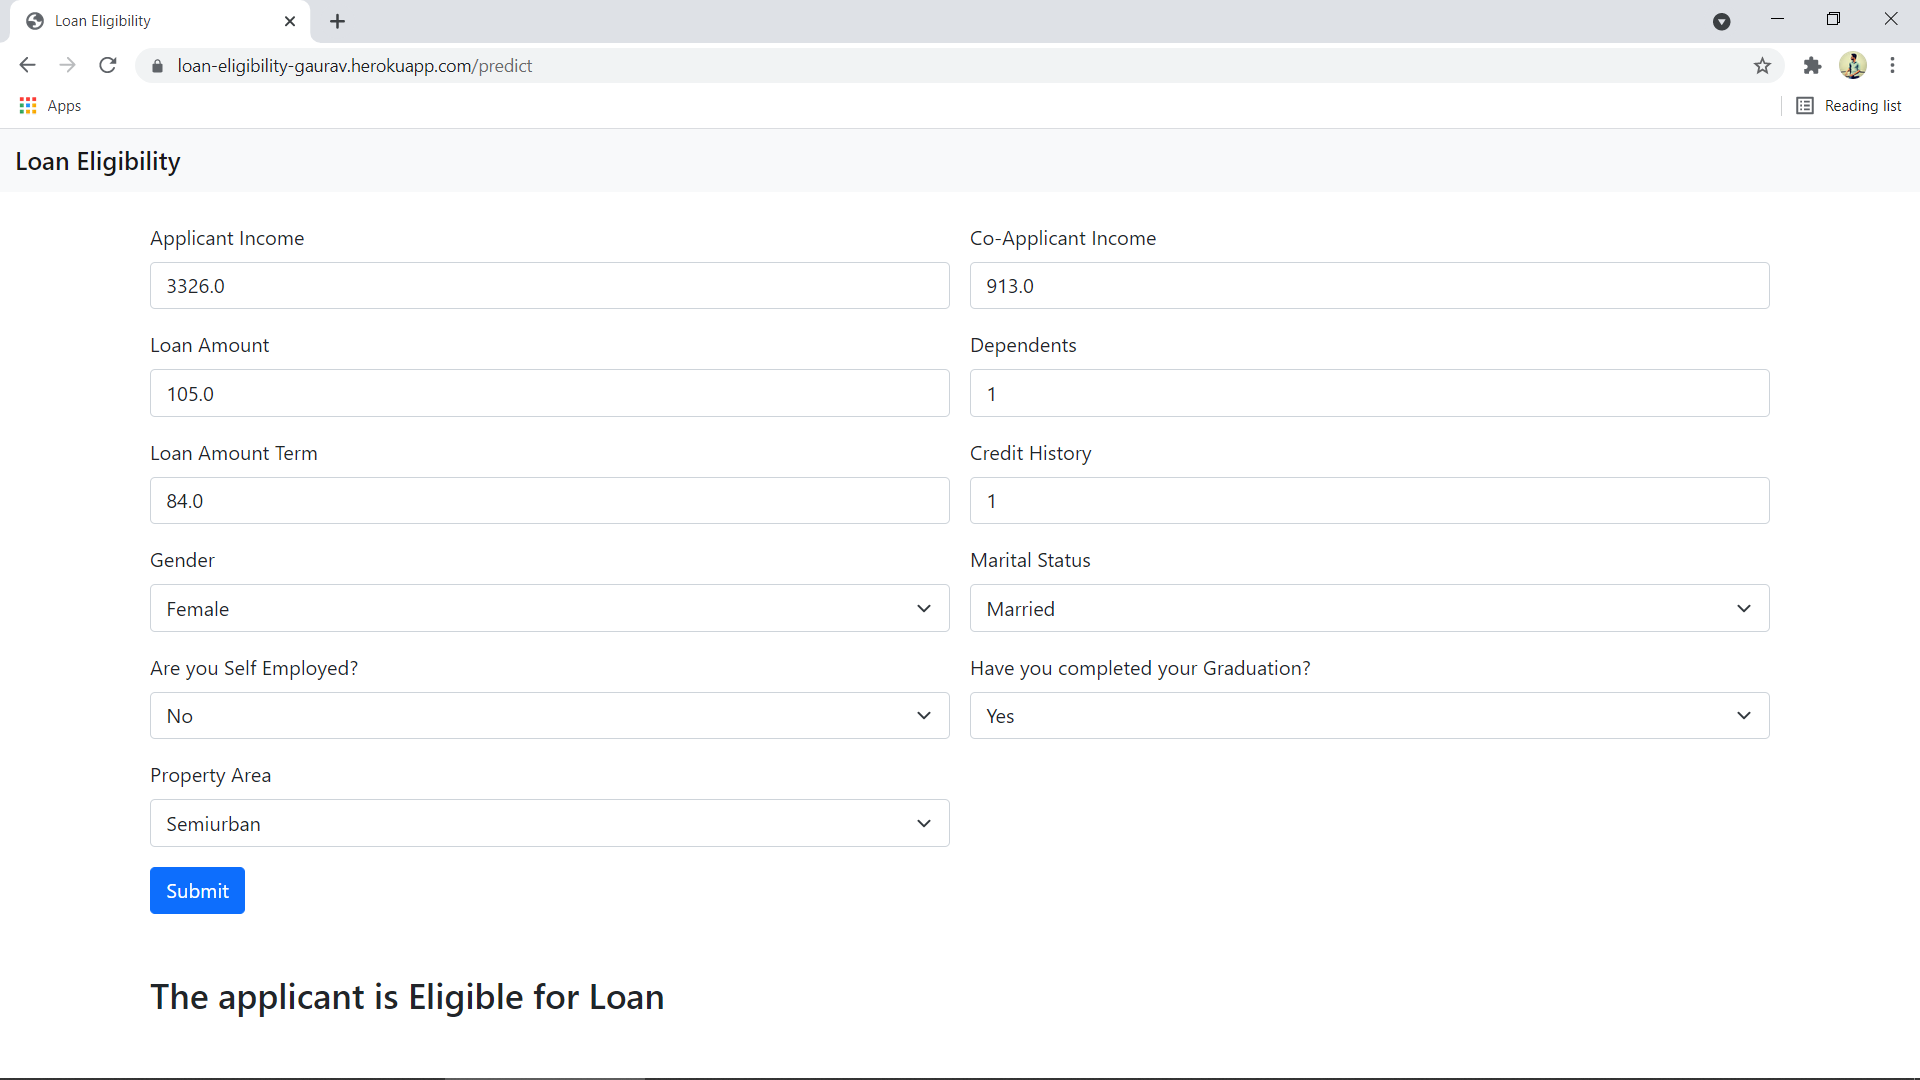 Loan Eligibility
loan-eligibility-gaurav.herokuapp.com/predict
Apps
Reading list
Loan Eligibility
Applicant Income
Co-Applicant Income
3326.0
913.0
Loan Amount
Dependents
105.0
1
Loan Amount Term
Credit History
84.0
1
Gender
Marital Status
Female
Married
Are you Self Employed?
Have you completed your Graduation?
No
Yes
Property Area
Semiurban
Submit
The applicant is Eligible for Loan